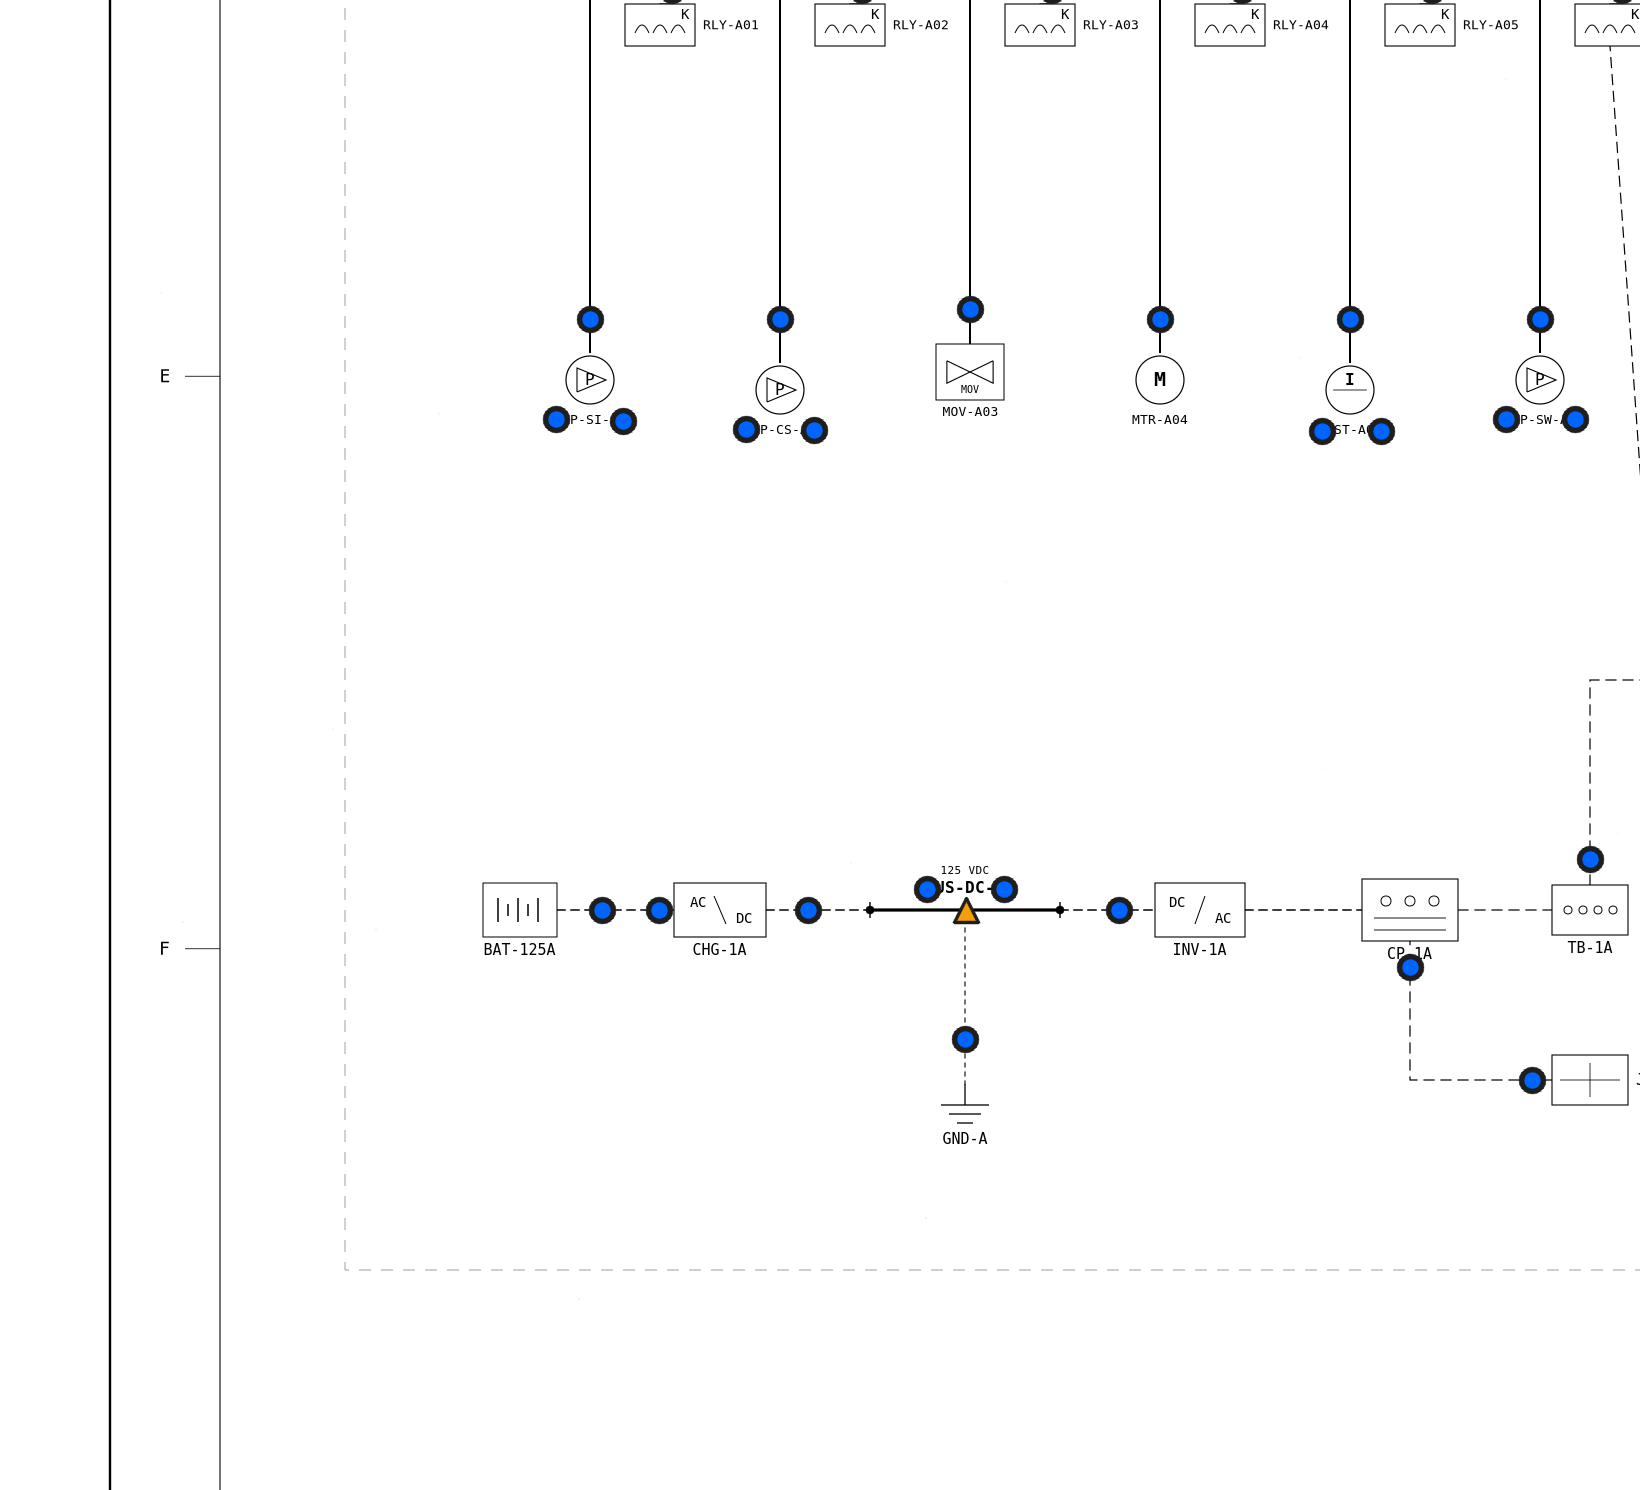 K RLY-A01 K RLY-A02 K RLY-A03 K RLY-A04 K RLY-A05 K
E
P P MOV M I P
MOV-A03 MTR-A04
125 VDC
AC DC DC AC
BAT-125A CHG-1A INV-1A TB-1A
F
GND-A